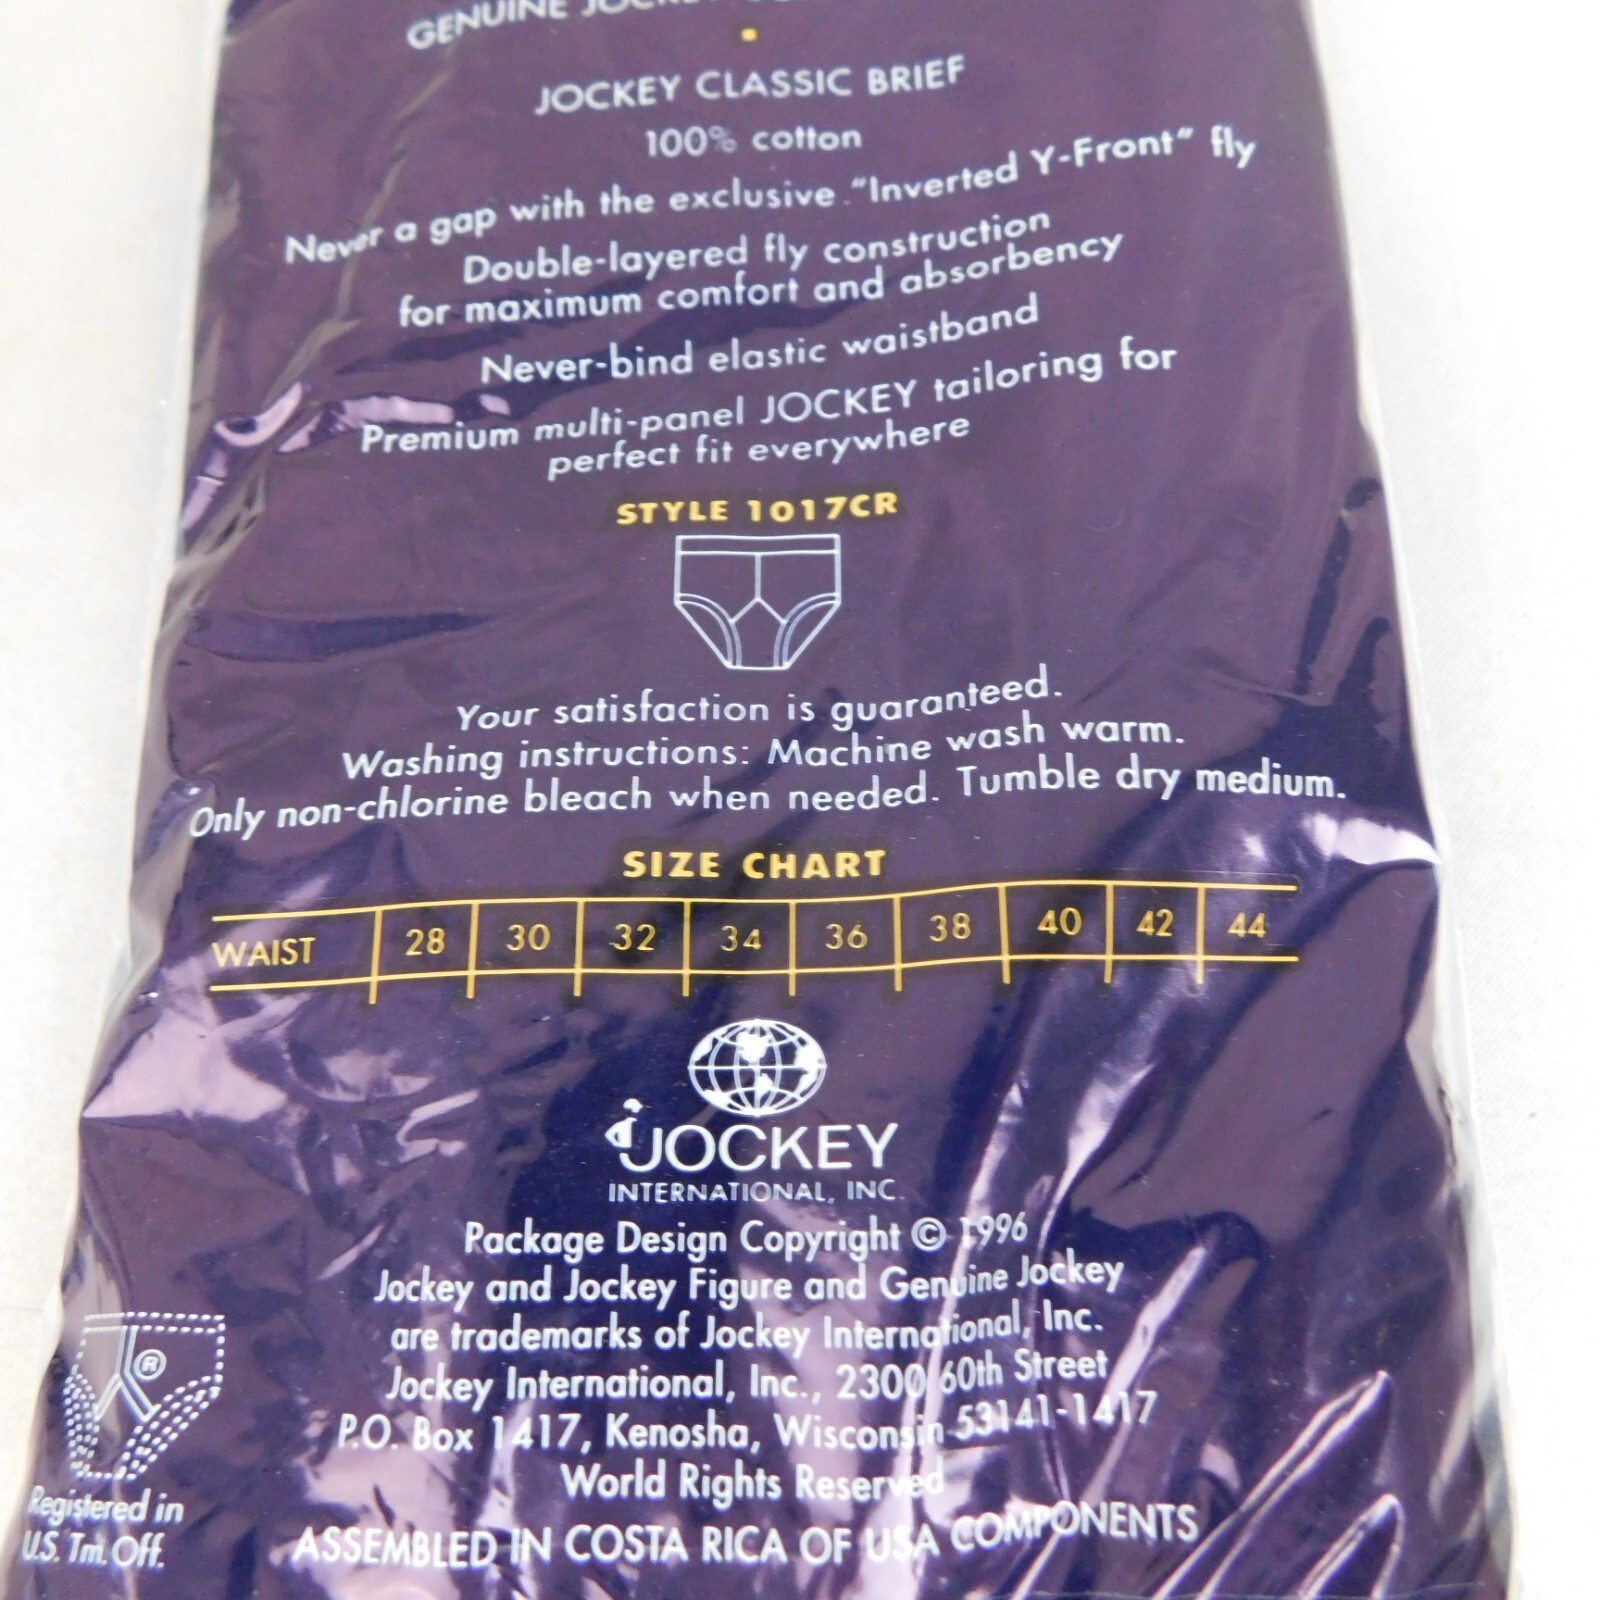 GENUINE
JOCKEY CLASSIC BRIEF
100% cotton
Never a gap with the exclusive "Inverted Y-Front" fly
Double-layered fly construction
for maximum comfort and absorbency
Never-bind elastic waistband
Premium multi-panel JOCKEY tailoring for
perfect fit everywhere
STYLE 1017CR
Your satisfaction is guaranteed.
Washing instructions: Machine wash warm.
Only non-chlorine bleach when needed. Tumble dry medium.
SIZE CHART
WAIST 28 30 32 34 36 38 40 42 44
JOCKEY
INTERNATIONAL, INC.
Package Design Copyright © 1996
Jockey and Jockey Figure and Genuine Jockey
are trademarks of Jockey International, Inc.
Jockey International, Inc., 2300 60th Street
P.O. Box 1417, Kenosha, Wisconsin 53141-1417
World Rights Reserved
ASSEMBLED IN COSTA RICA OF USA COMPONENTS
®
Registered in
U.S. Tm. Off.